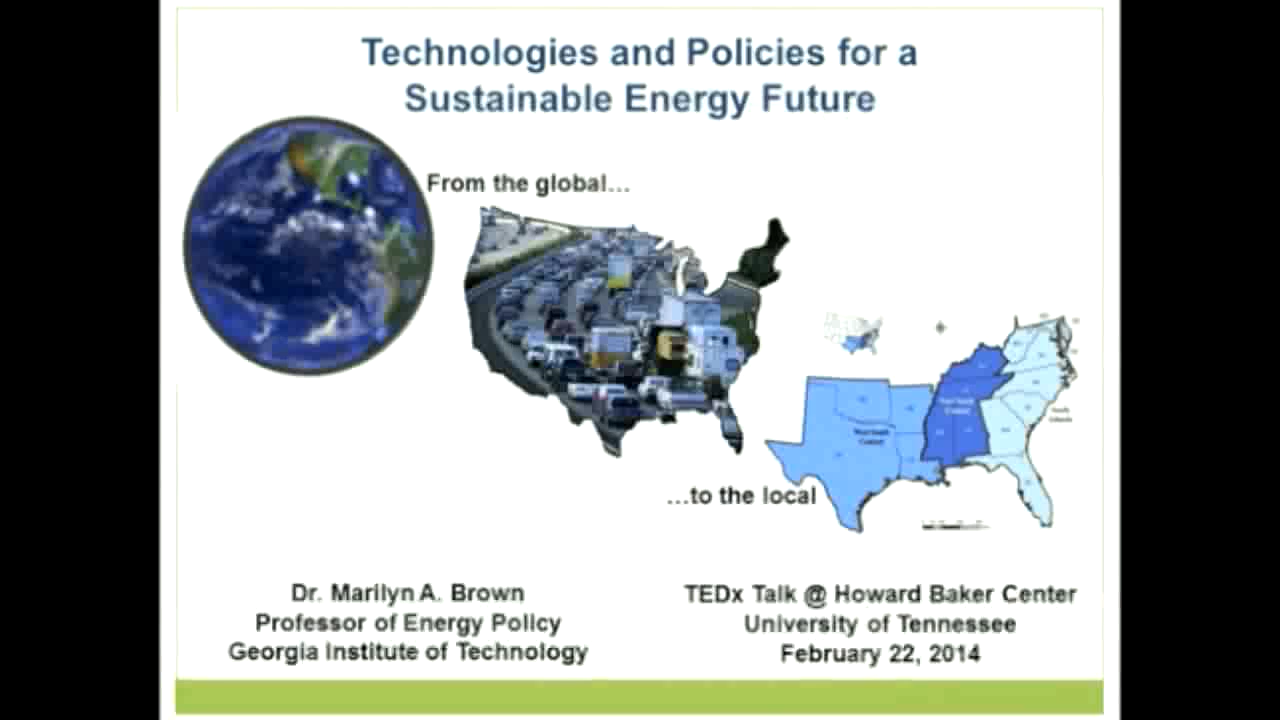 Technologies and Policies for a
Sustainable Energy Future
From the global...
...to the local
Dr. Marilyn A. Brown
Professor of Energy Policy
Georgia Institute of Technology
TEDx Talk @ Howard Baker Center
University of Tennessee
February 22, 2014